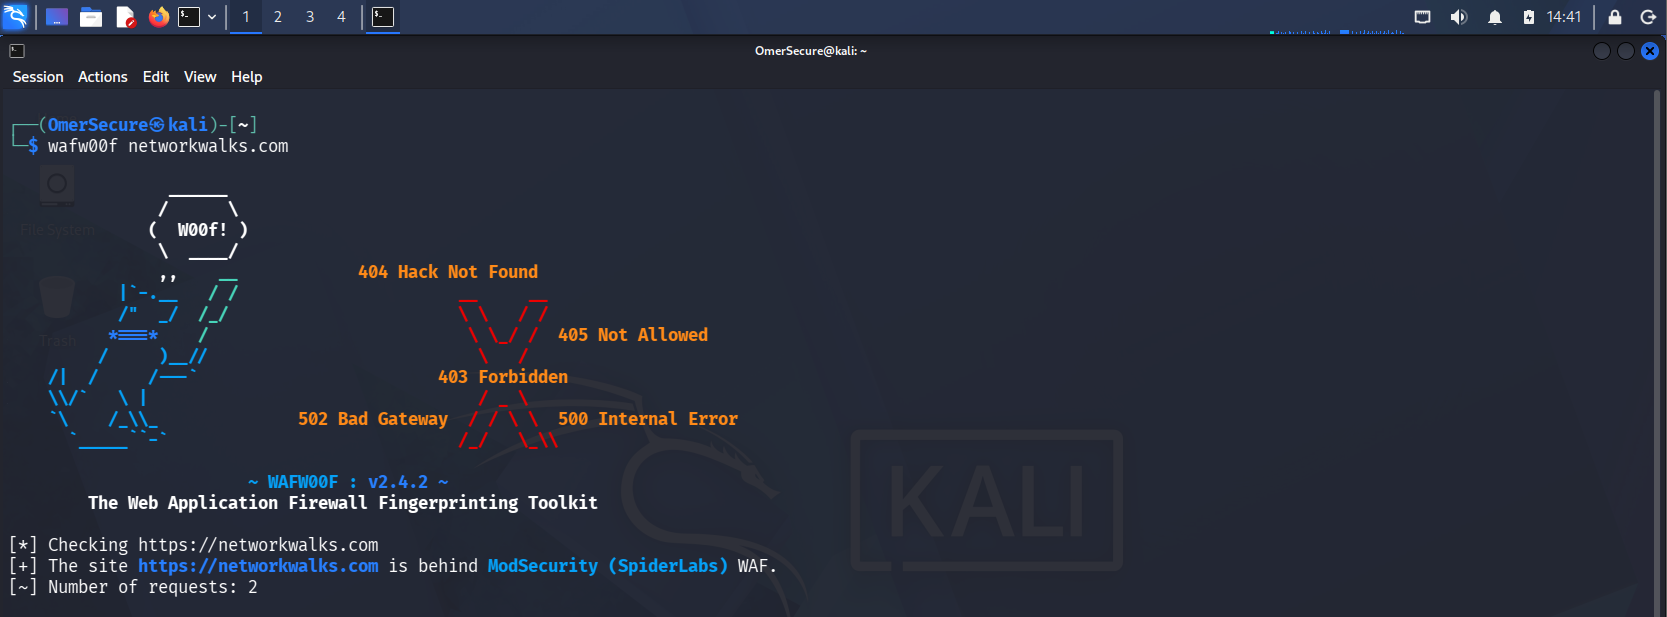 1 2 3 4 14:41
OmerSecure@kali: ~
Session Actions Edit View Help
┌──(OmerSecure㉿kali)-[~]
└─$ wafw00f networkwalks.com
File System
( W00f! )
404 Hack Not Found
Trash
405 Not Allowed
403 Forbidden
502 Bad Gateway 500 Internal Error
~ WAFW00F : v2.4.2 ~
The Web Application Firewall Fingerprinting Toolkit
KALI
[*] Checking https://networkwalks.com
[+] The site https://networkwalks.com is behind ModSecurity (SpiderLabs) WAF.
[~] Number of requests: 2